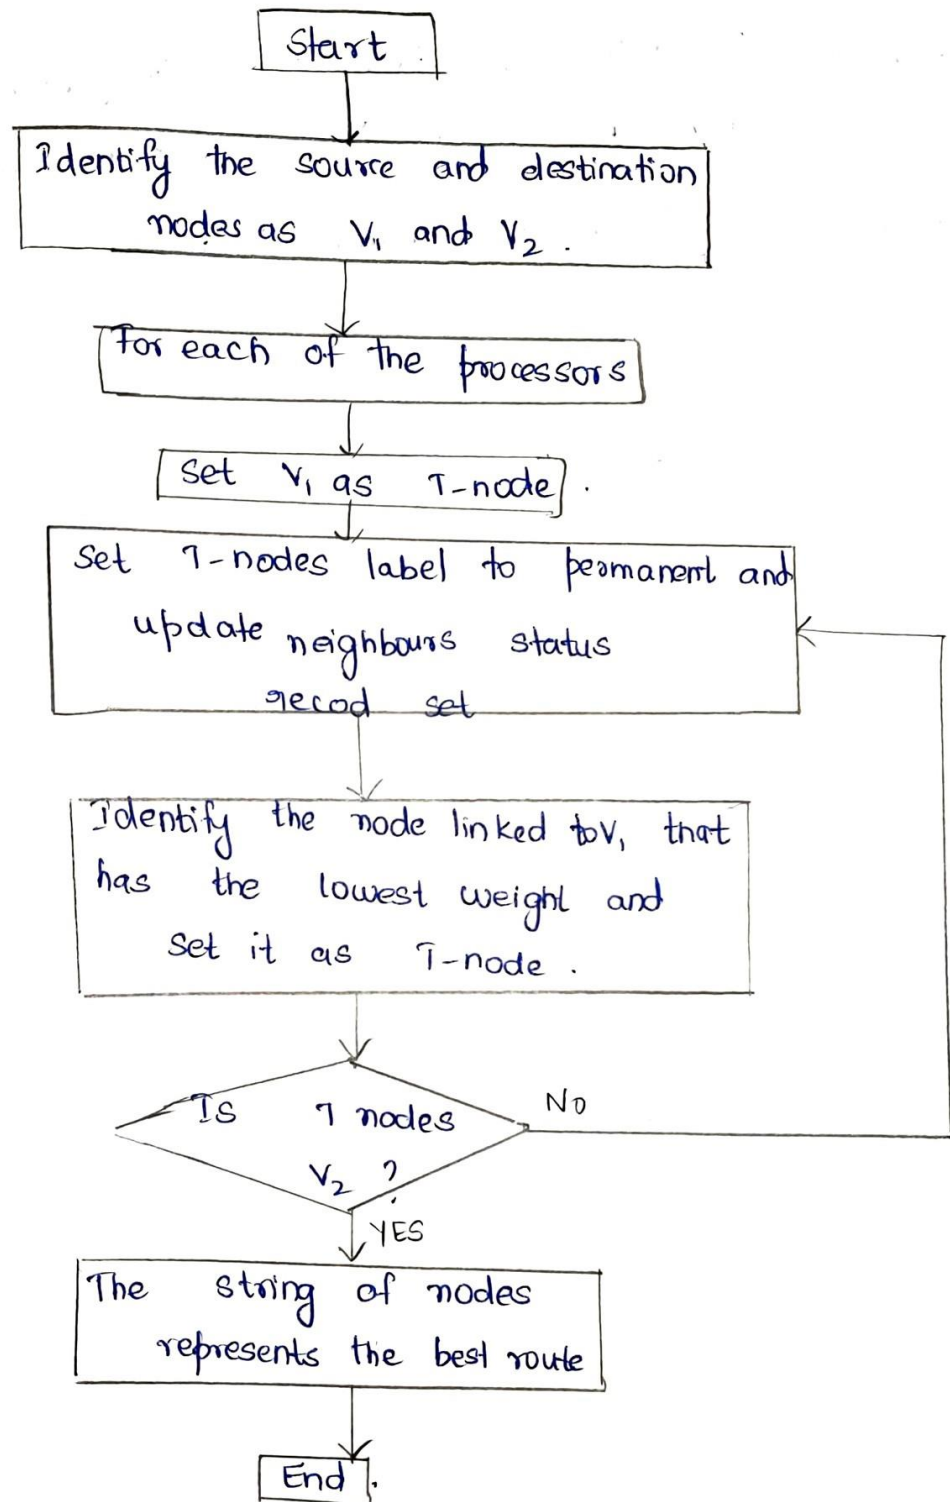 Start
Identify the source and destination
nodes as V₁ and V₂.
For each of the processors
Set V₁ as T-node.
Set T-nodes label to permanent and
update neighbours status
recod set
Identify the node linked to V₁ that
has the lowest weight and
set it as T-node.
Is T nodes
V₂ ?
No
YES
The string of nodes
represents the best route
End.